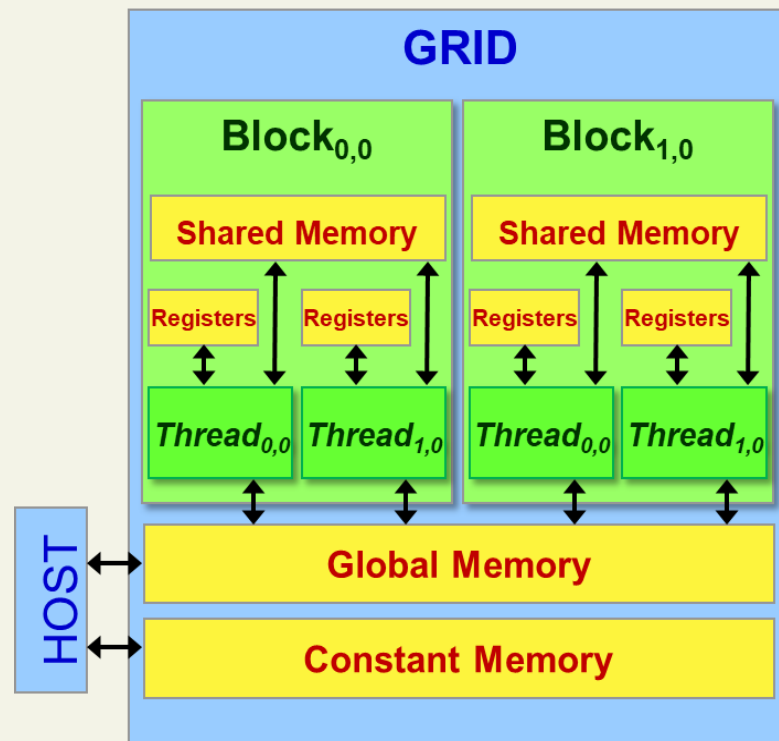 GRID
Block0,0
Block1,0
Shared Memory
Shared Memory
Registers
Registers
Registers
Registers
Thread0,0
Thread1,0
Thread0,0
Thread1,0
HOST
Global Memory
Constant Memory